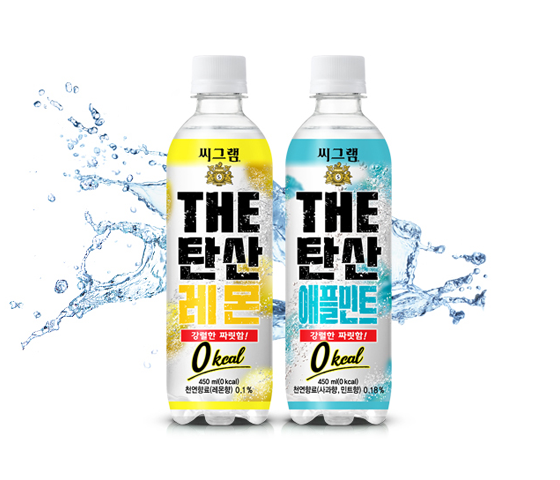 씨그램
THE
탄산
레몬
강렬한 짜릿함!
0 kcal
450 ml(0 kcal)
천연향료(레몬향) 0.1%
씨그램
THE
탄산
애플민트
강렬한 짜릿함!
0 kcal
450 ml(0 kcal)
천연향료(사과향, 민트향) 0.18%